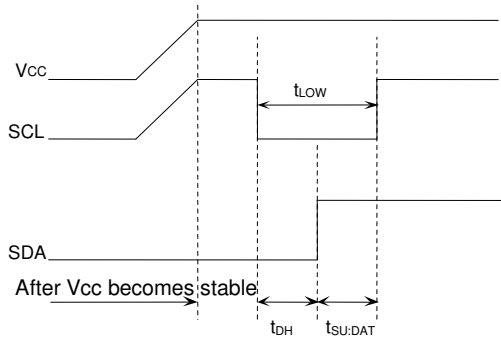 VCC
tLOW
SCL
SDA
After Vcc becomes stable
tDH tSU:DAT